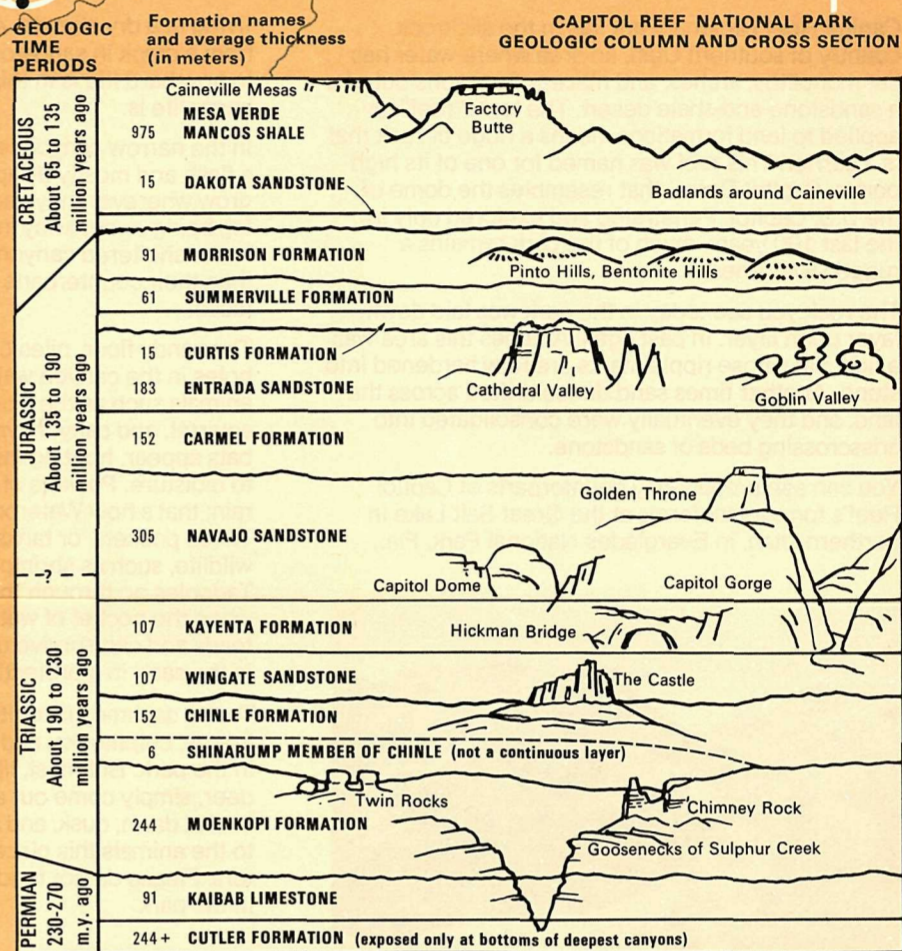 GEOLOGIC
TIME
PERIODS
Formation names
and average thickness
(in meters)
CAPITOL REEF NATIONAL PARK
GEOLOGIC COLUMN AND CROSS SECTION
CRETACEOUS
About 65 to 135
million years ago
Caineville Mesas
MESA VERDE
975 MANCOS SHALE
Factory
Butte
15 DAKOTA SANDSTONE
Badlands around Caineville
JURASSIC
About 135 to 190
million years ago
91 MORRISON FORMATION
Pinto Hills, Bentonite Hills
61 SUMMERVILLE FORMATION
15 CURTIS FORMATION
183 ENTRADA SANDSTONE
Cathedral Valley
Goblin Valley
152 CARMEL FORMATION
Golden Throne
305 NAVAJO SANDSTONE
?
Capitol Dome
Capitol Gorge
TRIASSIC
About 190 to 230
million years ago
107 KAYENTA FORMATION
Hickman Bridge
107 WINGATE SANDSTONE
The Castle
152 CHINLE FORMATION
6 SHINARUMP MEMBER OF CHINLE (not a continuous layer)
Twin Rocks
Chimney Rock
244 MOENKOPI FORMATION
Goosenecks of Sulphur Creek
PERMIAN
230-270
m.y. ago
91 KAIBAB LIMESTONE
244+ CUTLER FORMATION (exposed only at bottoms of deepest canyons)